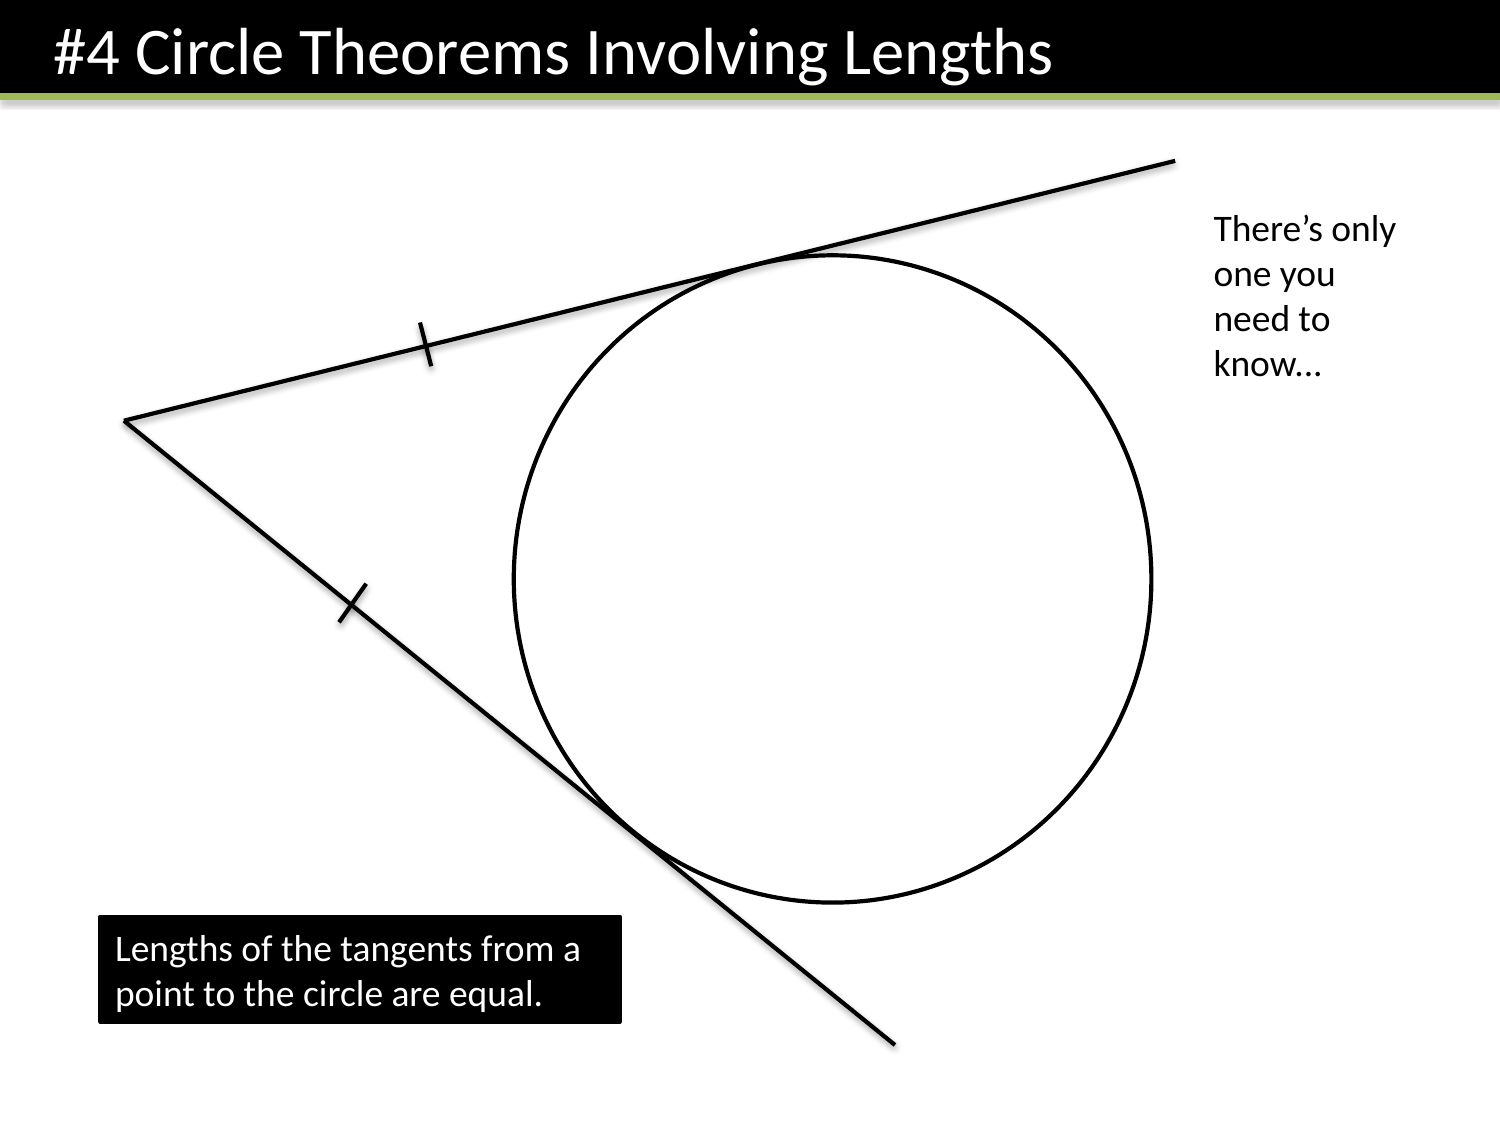 #4 Circle Theorems Involving Lengths
There’s only
one you
need to
know...
Lengths of the tangents from a
point to the circle are equal.